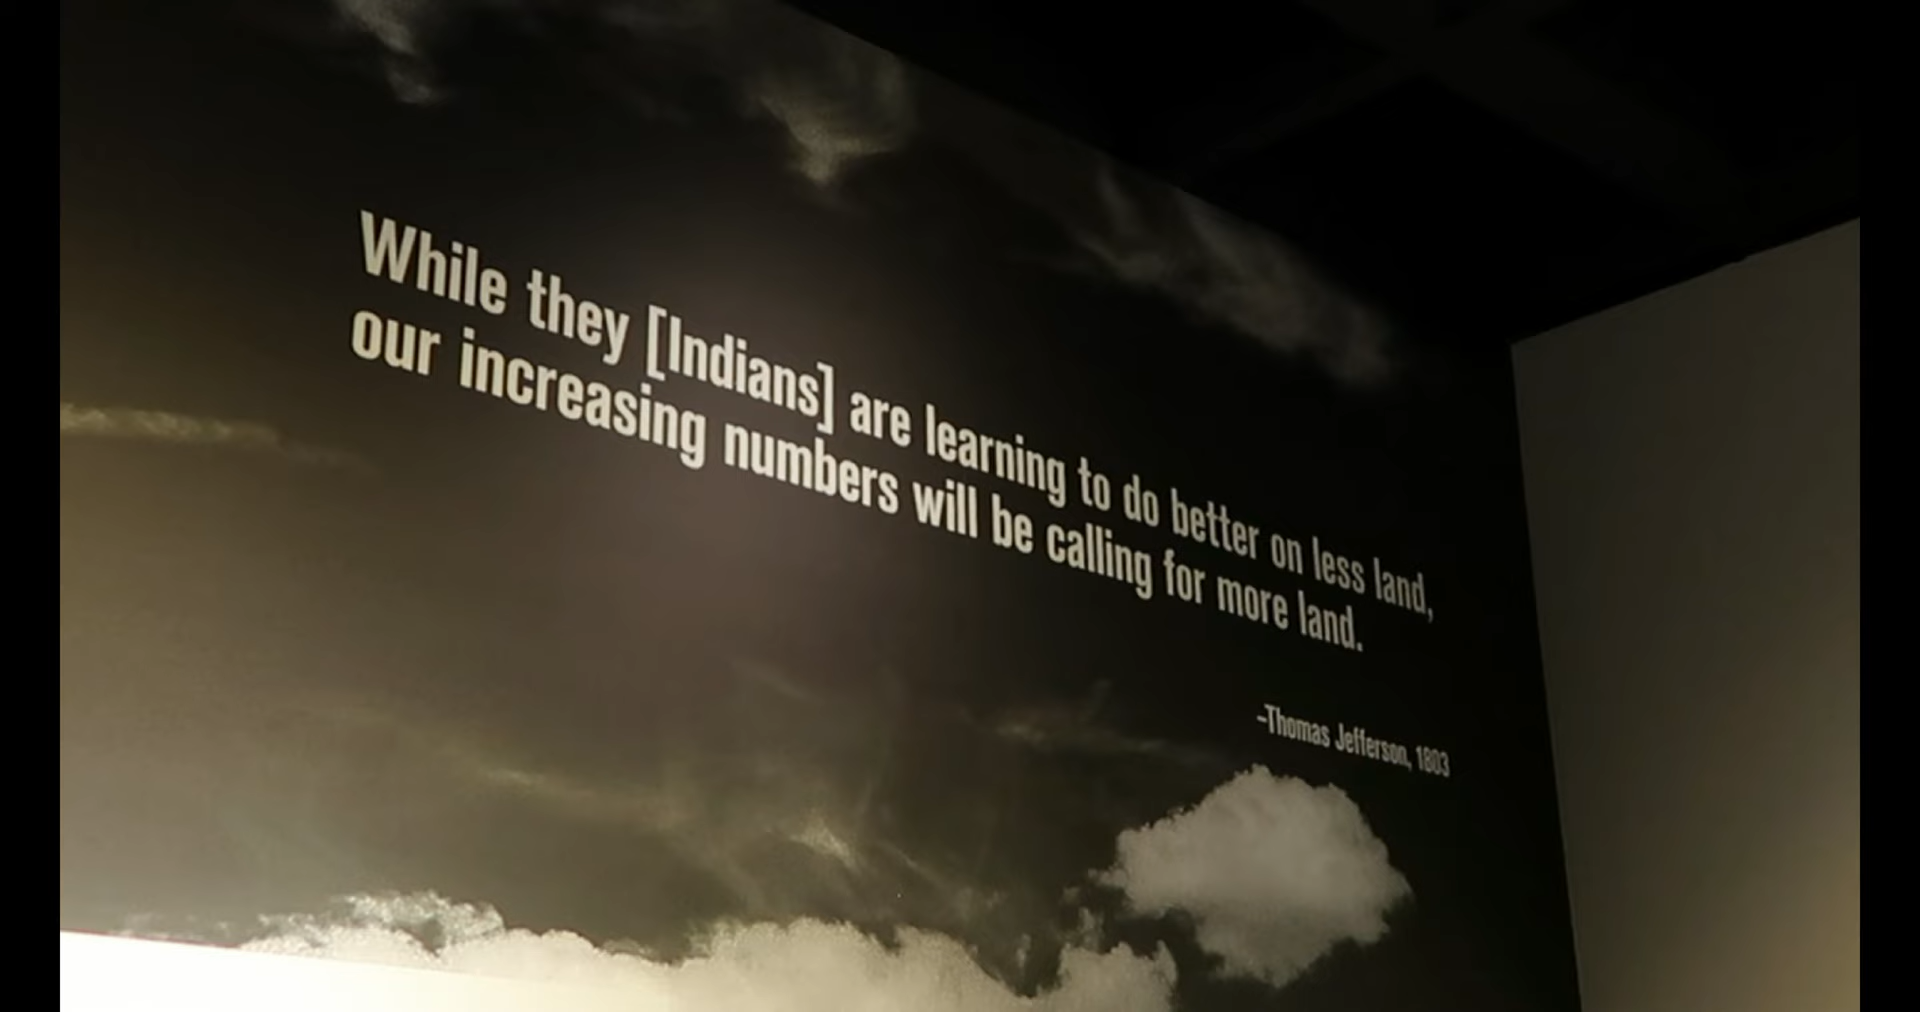 While they [Indians] are learning to do better on less land,
our increasing numbers will be calling for more land.
–Thomas Jefferson, 1803